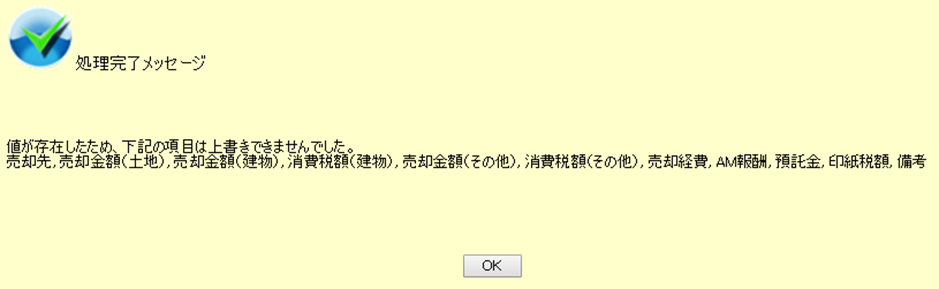 処理完了メッセージ
値が存在したため、下記の項目は上書きできませんでした。
売却先, 売却金額(土地), 売却金額(建物), 消費税額(建物), 売却金額(その他), 消費税額(その他), 売却経費, AM報酬, 預託金, 印紙税額, 備考
OK